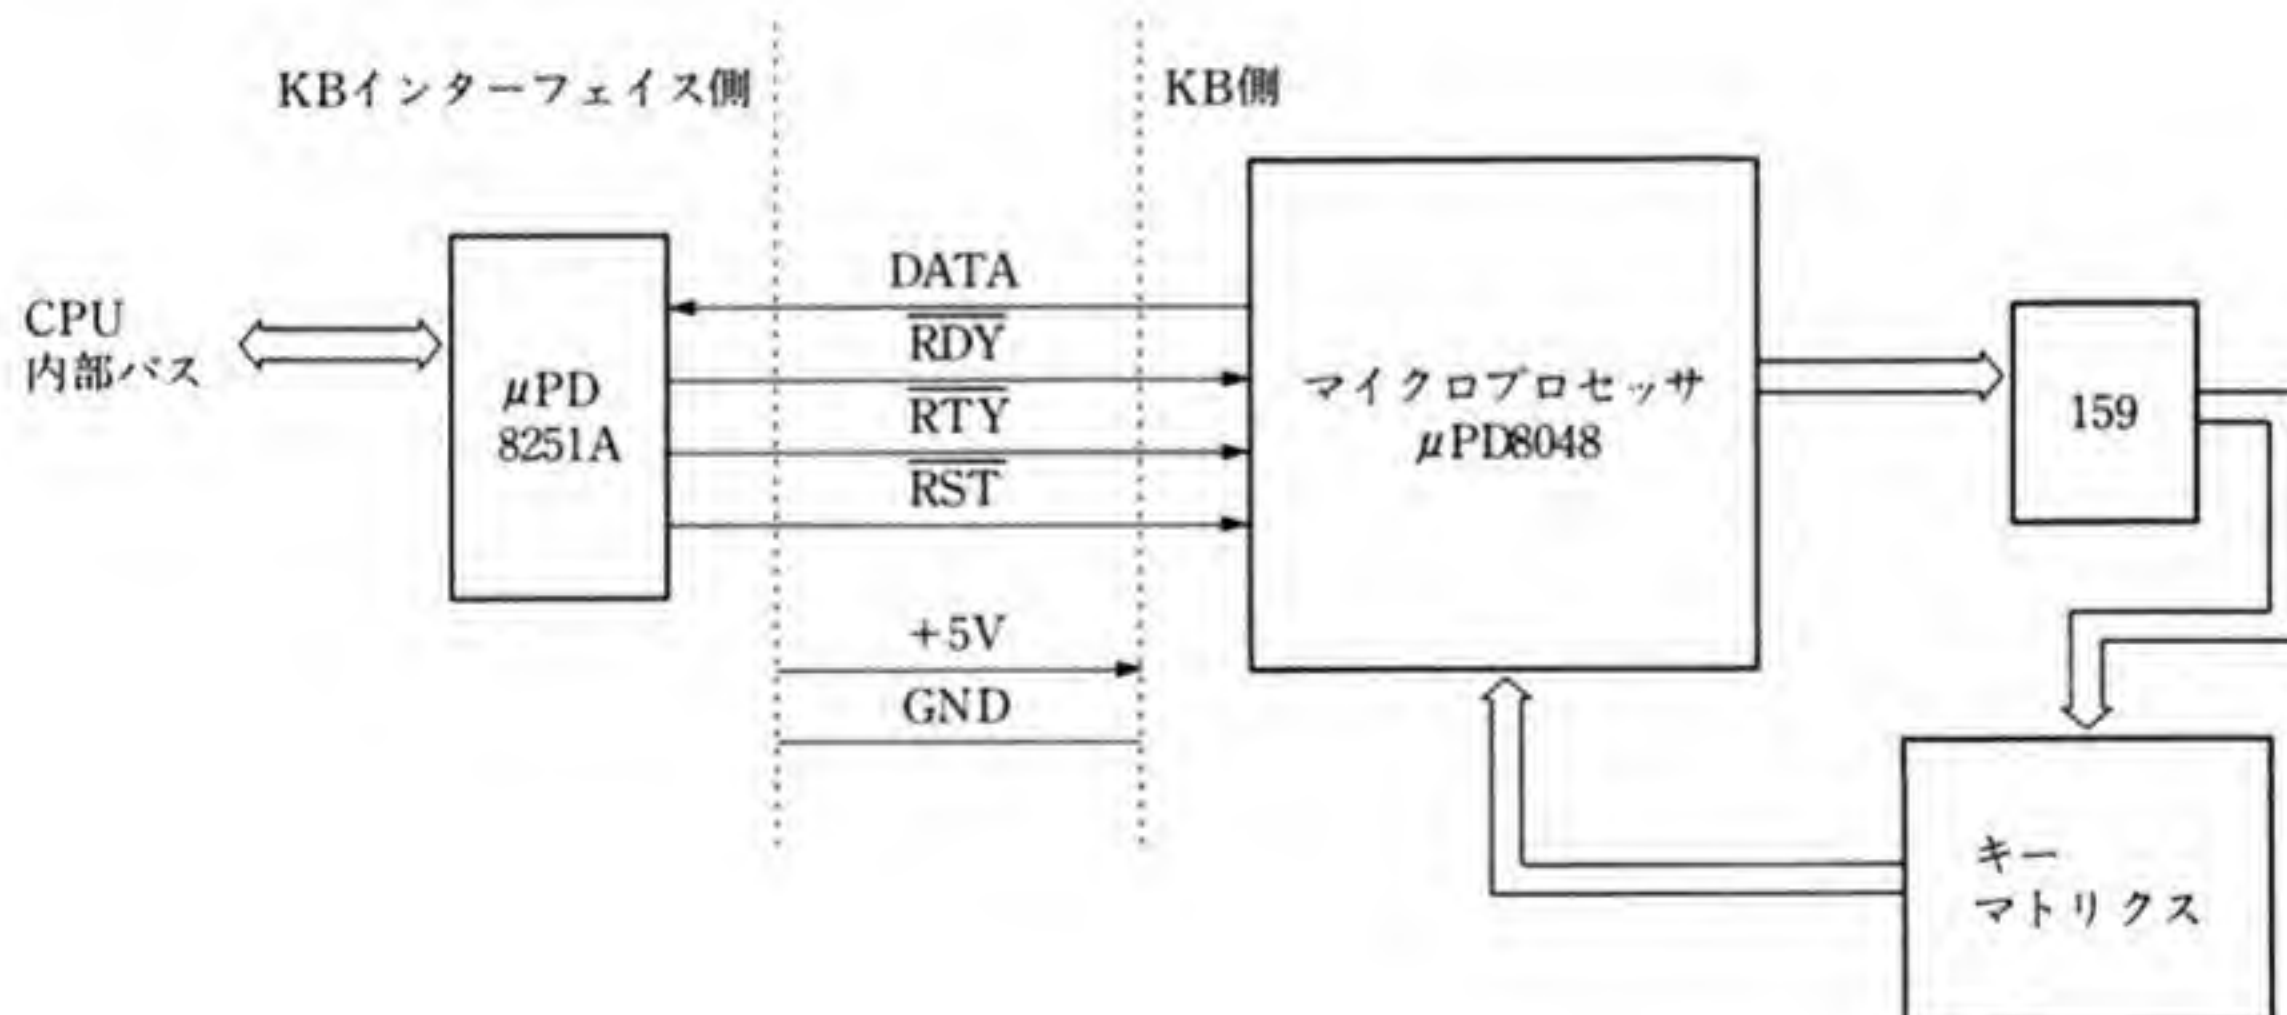 KBインターフェイス側
KB側
CPU
内部バス
μPD
8251A
DATA
RDY
RTY
RST
+5V
GND
マイクロプロセッサ
μPD8048
159
キー
マトリクス